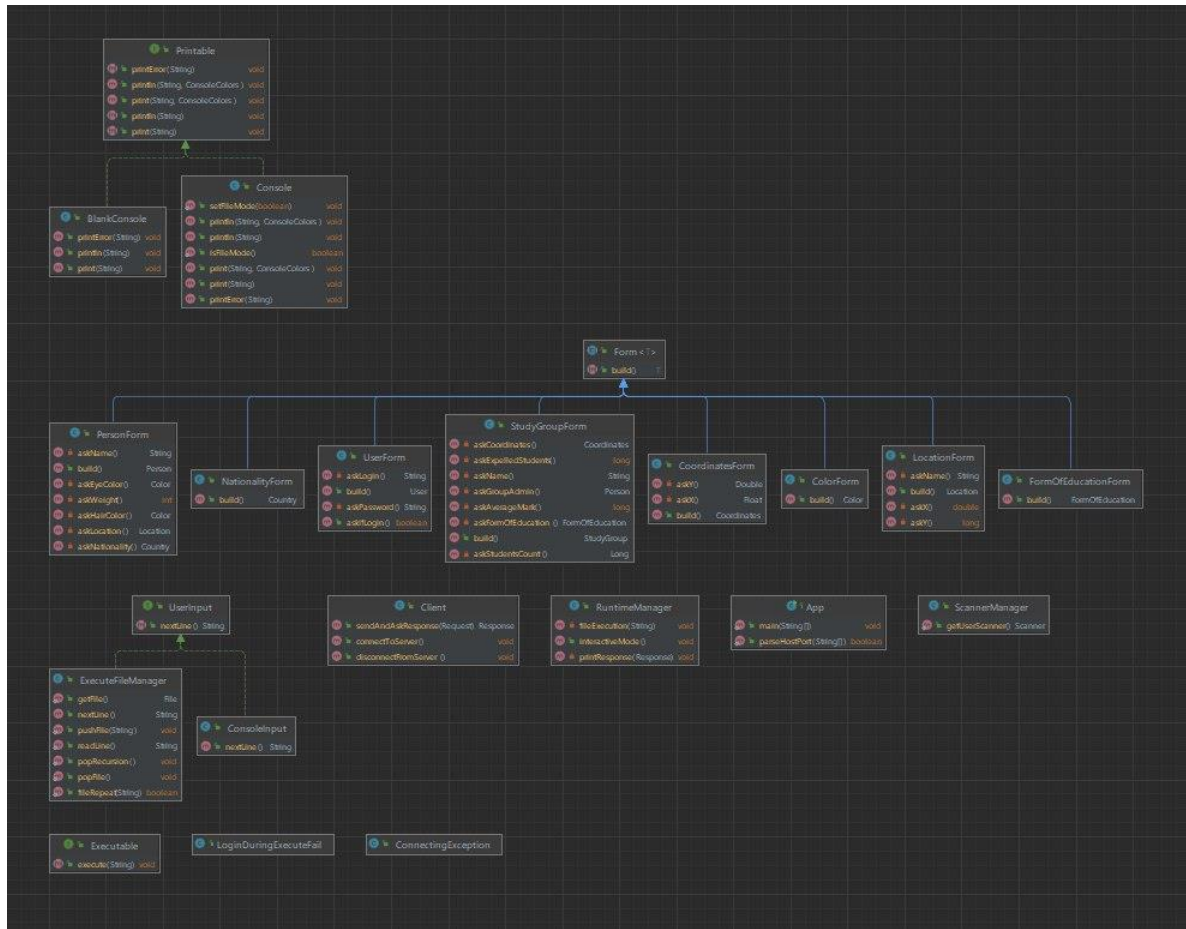 Printable
printError(String) void
println(String, ConsoleColors) void
print(String, ConsoleColors) void
println(String) void
print(String) void
BlankConsole
printError(String) void
println(String) void
print(String) void
Console
setFileMode(boolean) void
println(String, ConsoleColors) void
println(String) void
isFileMode() boolean
print(String, ConsoleColors) void
print(String) void
printError(String) void
Form<T>
build() T
PersonForm
askName() String
build() Person
askEyeColor() Color
askWeight() int
askHairColor() Color
askLocation() Location
askNationality() Country
NationalityForm
build() Country
UserForm
askLogin() String
build() User
askPassword() String
askIfLogin() boolean
StudyGroupForm
askCoordinates() Coordinates
askExpelledStudents() long
askName() String
askGroupAdmin() Person
askAverageMark() long
askFormOfEducation() FormOfEducation
build() StudyGroup
askStudentsCount() Long
CoordinatesForm
askY() Double
askX() Float
build() Coordinates
ColorForm
build() Color
LocationForm
askName() String
build() Location
askX() double
askY() long
FormOfEducationForm
build() FormOfEducation
UserInput
nextLine() String
ExecuteFileManager
getFile() File
nextLine() String
pushFile(String) void
readLine() String
popRecursion() void
popFile() void
fileRepeat(String) boolean
ConsoleInput
nextLine() String
Client
sendAndAskResponse(Request) Response
connectToServer() void
disconnectFromServer() void
RuntimeManager
fileExecution(String) void
interactiveMode() void
printResponse(Response) void
App
main(String[]) void
parseHostPort(String[]) boolean
ScannerManager
getUserScanner() Scanner
Executable
execute(String) void
LoginDuringExecuteFail
ConnectingException